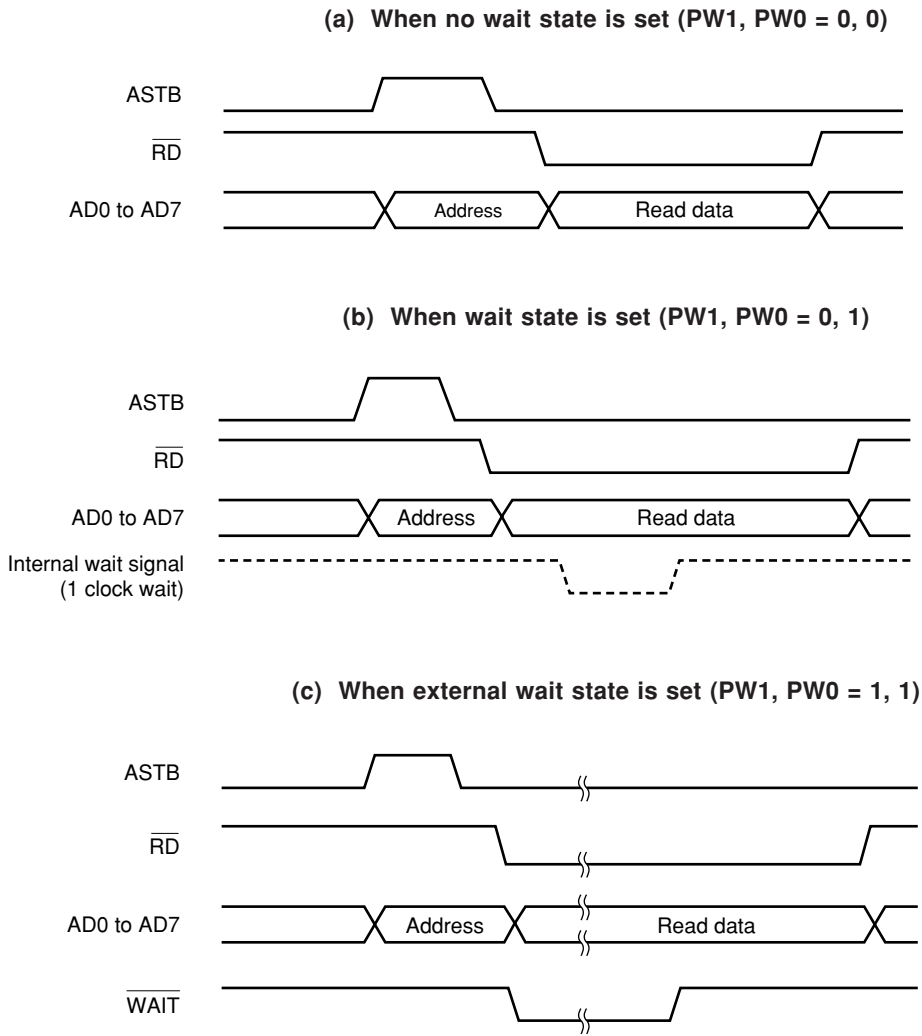 (a) When no wait state is set (PW1, PW0 = 0, 0)
ASTB
RD
AD0 to AD7
Address
Read data
(b) When wait state is set (PW1, PW0 = 0, 1)
ASTB
RD
AD0 to AD7
Address
Read data
Internal wait signal
(1 clock wait)
(c) When external wait state is set (PW1, PW0 = 1, 1)
ASTB
RD
AD0 to AD7
Address
Read data
WAIT